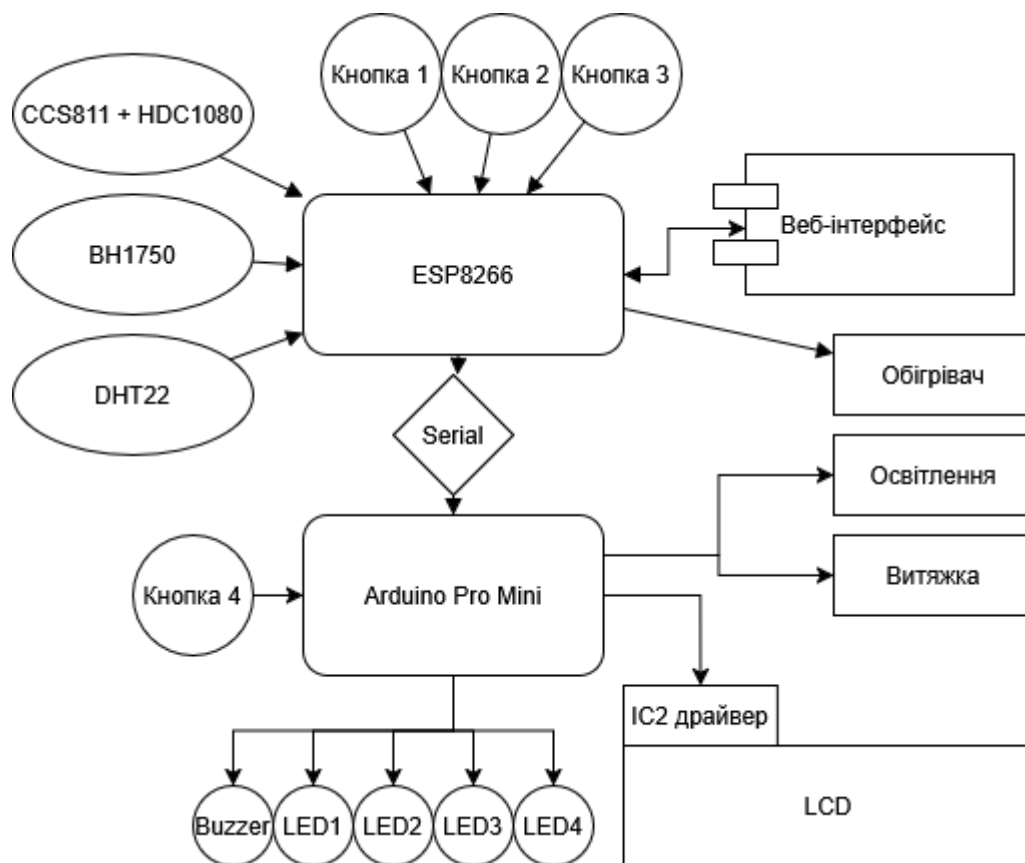 Кнопка 1
Кнопка 2
Кнопка 3
CCS811 + HDC1080
BH1750
DHT22
ESP8266
Веб-інтерфейс
Обігрівач
Serial
Освітлення
Витяжка
Кнопка 4
Arduino Pro Mini
IC2 драйвер
LCD
Buzzer
LED1
LED2
LED3
LED4